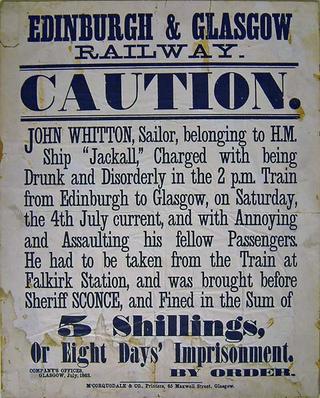 EDINBURGH & GLASGOW
RAILWAY.
CAUTION.
JOHN WHITTON, Sailor, belonging to H.M.
Ship "Jackall," Charged with being
Drunk and Disorderly in the 2 p.m. Train
from Edinburgh to Glasgow, on Saturday,
the 4th July current, and with Annoying
and Assaulting his fellow Passengers.
He had to be taken from the Train at
Falkirk Station, and was brought before
Sheriff SCONCE, and Fined in the Sum of
5 Shillings,
Or Eight Days' Imprisonment.
COMPANY'S OFFICES,
GLASGOW, July, 1863.
BY ORDER.
M'CORQUODALE & CO., Printers, 65 Maxwell Street, Glasgow.